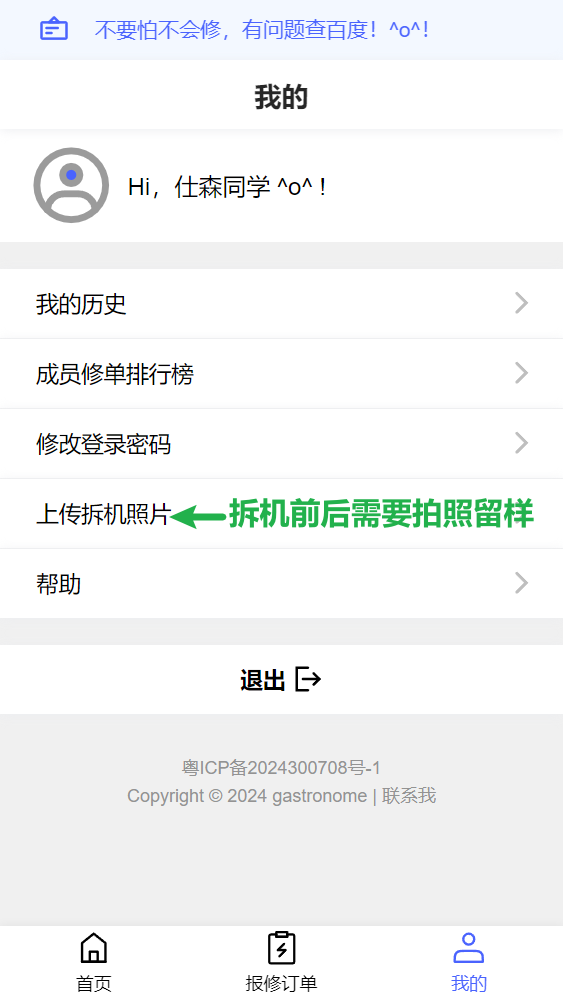 不要怕不会修，有问题查百度！^o^！
我的
Hi，仕森同学 ^o^！
我的历史
成员修单排行榜
修改登录密码
上传拆机照片 拆机前后需要拍照留样
帮助
退出
粤ICP备2024300708号-1
Copyright © 2024 gastronome | 联系我
首页 报修订单 我的